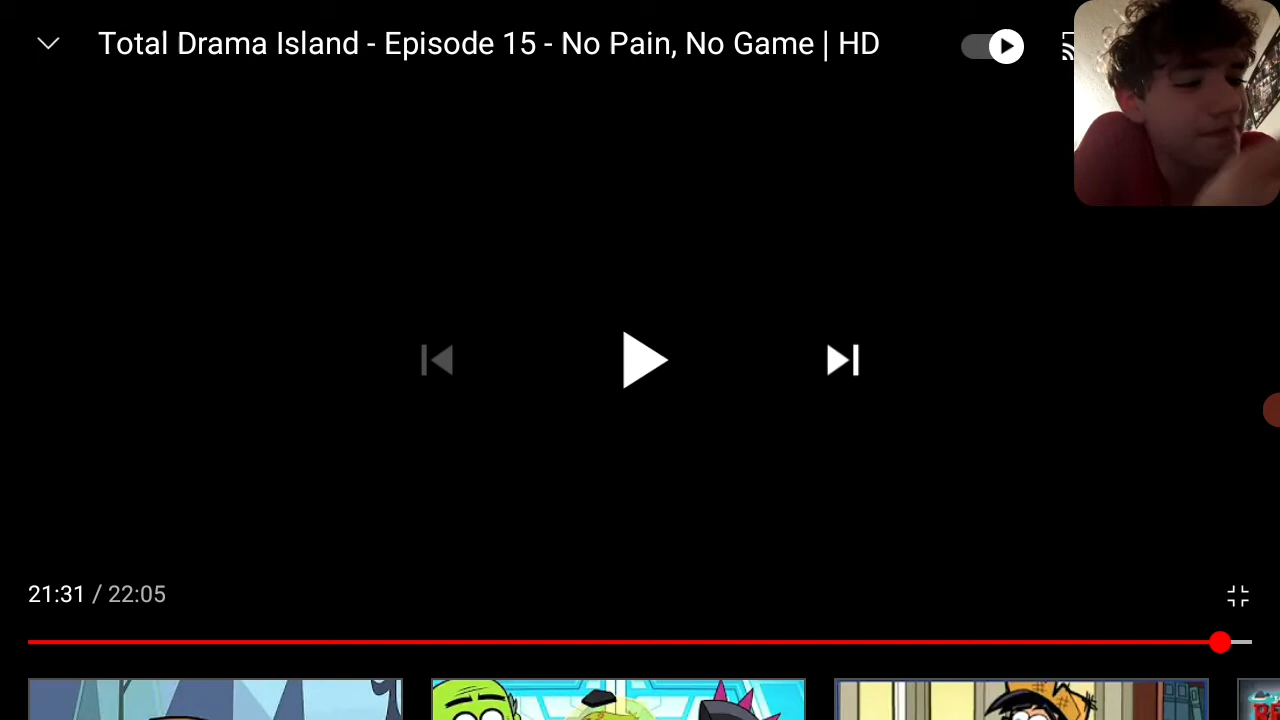 Total Drama Island - Episode 15 - No Pain, No Game | HD
21:31 / 22:05